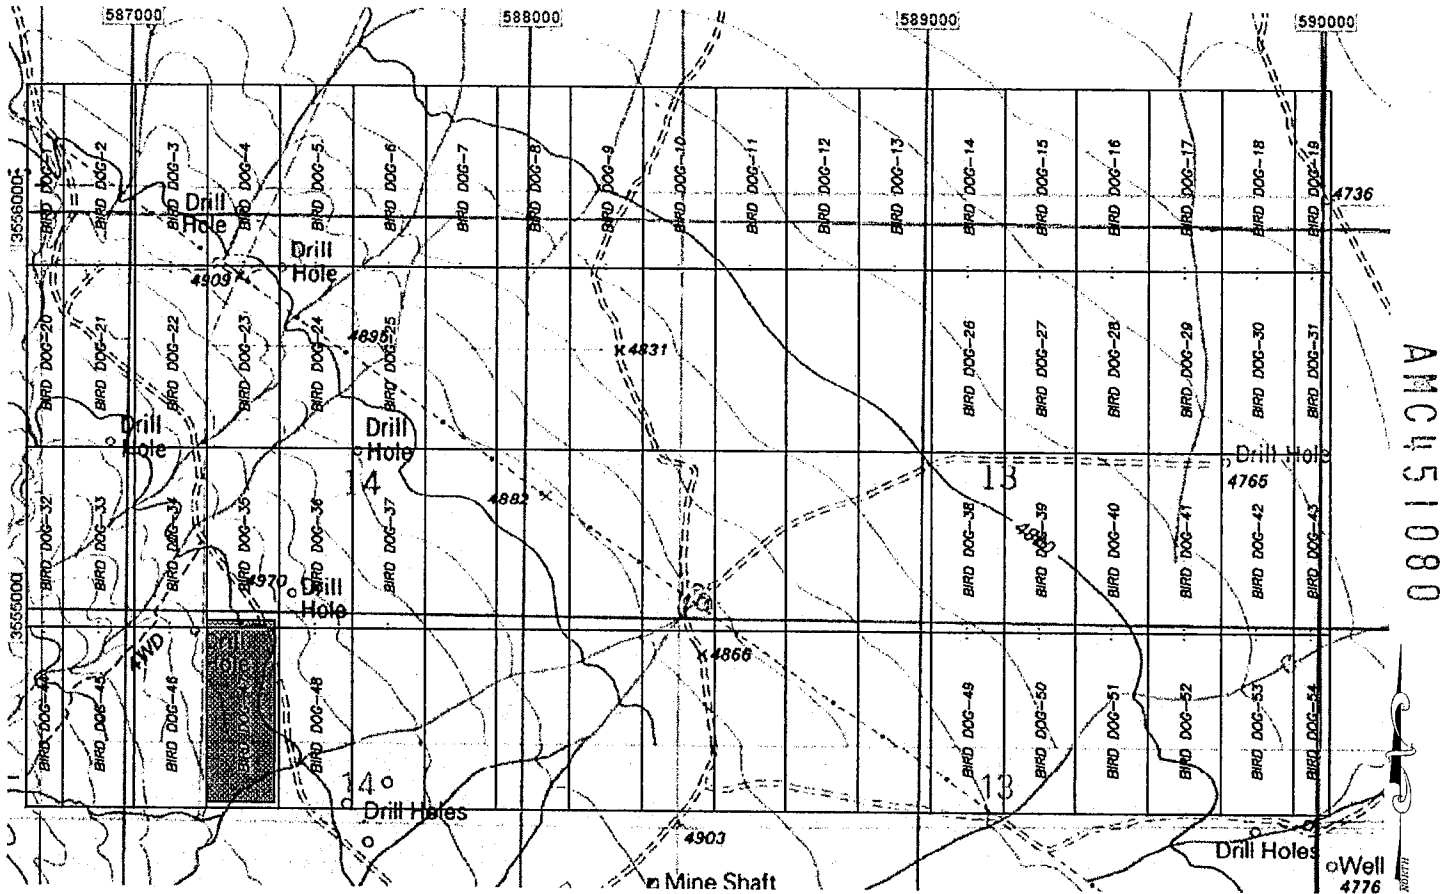 587000
588000
589000
590000
BIRD DOG-1
BIRD DOG-2
BIRD DOG-3
BIRD DOG-4
BIRD DOG-5
BIRD DOG-6
BIRD DOG-7
BIRD DOG-8
BIRD DOG-9
BIRD DOG-10
BIRD DOG-11
BIRD DOG-12
BIRD DOG-13
BIRD DOG-14
BIRD DOG-15
BIRD DOG-16
BIRD DOG-17
BIRD DOG-18
BIRD DOG-19
3556000
4736
Drill
Hole
Drill
Hole
4909
BIRD DOG-20
BIRD DOG-21
BIRD DOG-22
BIRD DOG-23
BIRD DOG-24
BIRD DOG-25
4895
4831
BIRD DOG-26
BIRD DOG-27
BIRD DOG-28
BIRD DOG-29
BIRD DOG-30
BIRD DOG-31
AMC451080
Drill
Hole
Drill
Hole
14
4882
13
Drill Hole
4765
BIRD DOG-32
BIRD DOG-33
BIRD DOG-34
BIRD DOG-35
BIRD DOG-36
BIRD DOG-37
BIRD DOG-38
BIRD DOG-39
BIRD DOG-40
BIRD DOG-41
BIRD DOG-42
BIRD DOG-43
4970
Drill
Hole
3555000
4WD
Drill
Hole
4866
BIRD DOG-45
BIRD DOG-46
BIRD DOG-48
BIRD DOG-49
BIRD DOG-50
BIRD DOG-51
BIRD DOG-52
BIRD DOG-53
BIRD DOG-54
14
13
Drill Holes
4903
Drill Holes
Mine Shaft
Well
4776